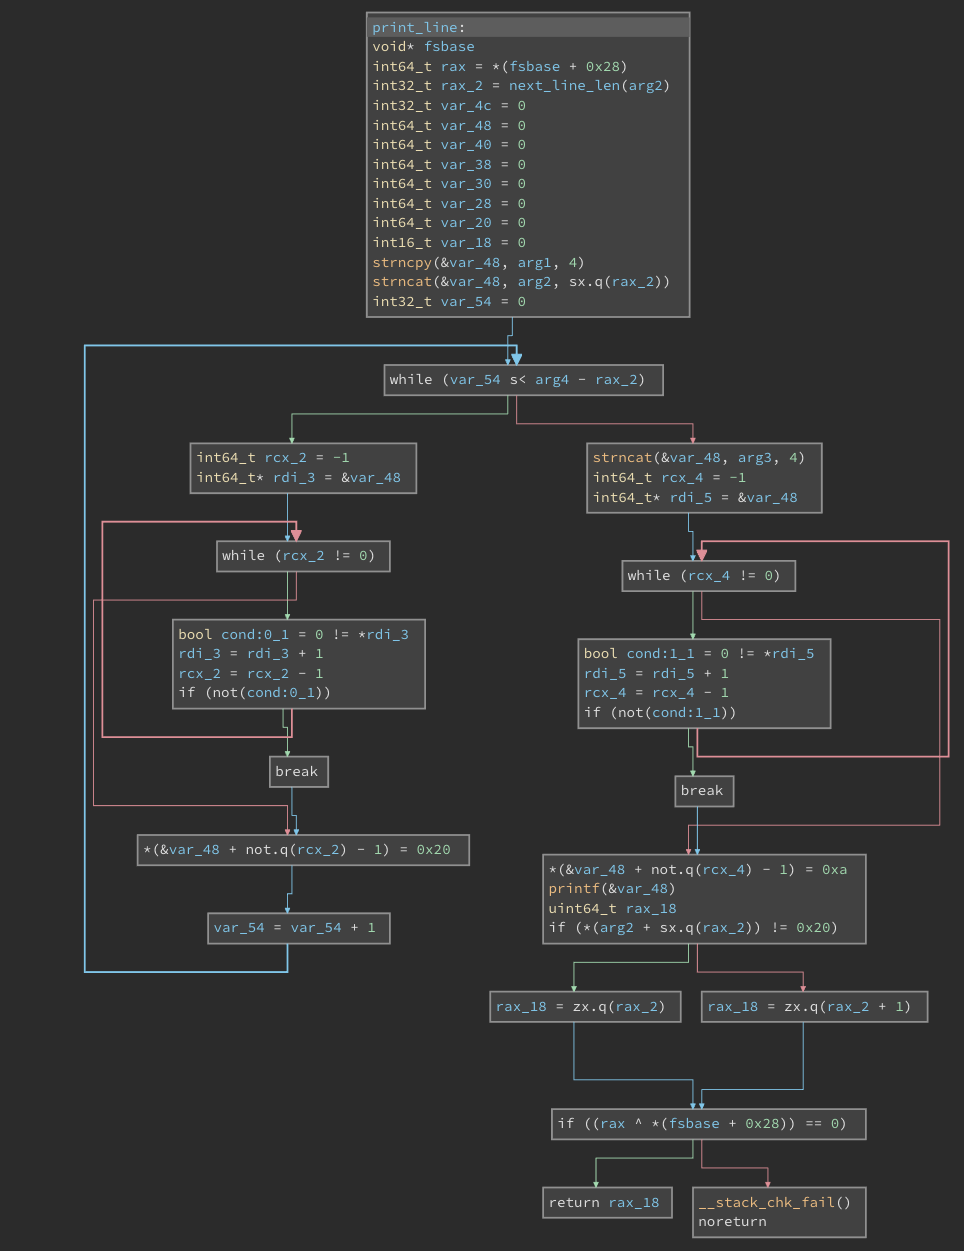 print_line:
void* fsbase
int64_t rax = *(fsbase + 0x28)
int32_t rax_2 = next_line_len(arg2)
int32_t var_4c = 0
int64_t var_48 = 0
int64_t var_40 = 0
int64_t var_38 = 0
int64_t var_30 = 0
int64_t var_28 = 0
int64_t var_20 = 0
int16_t var_18 = 0
strncpy(&var_48, arg1, 4)
strncat(&var_48, arg2, sx.q(rax_2))
int32_t var_54 = 0
while (var_54 s< arg4 - rax_2)
int64_t rcx_2 = -1
int64_t* rdi_3 = &var_48
while (rcx_2 != 0)
bool cond:0_1 = 0 != *rdi_3
rdi_3 = rdi_3 + 1
rcx_2 = rcx_2 - 1
if (not(cond:0_1))
break
*(&var_48 + not.q(rcx_2) - 1) = 0x20
var_54 = var_54 + 1
strncat(&var_48, arg3, 4)
int64_t rcx_4 = -1
int64_t* rdi_5 = &var_48
while (rcx_4 != 0)
bool cond:1_1 = 0 != *rdi_5
rdi_5 = rdi_5 + 1
rcx_4 = rcx_4 - 1
if (not(cond:1_1))
break
*(&var_48 + not.q(rcx_4) - 1) = 0xa
printf(&var_48)
uint64_t rax_18
if (*(arg2 + sx.q(rax_2)) != 0x20)
rax_18 = zx.q(rax_2)
rax_18 = zx.q(rax_2 + 1)
if ((rax ^ *(fsbase + 0x28)) == 0)
return rax_18
__stack_chk_fail()
noreturn